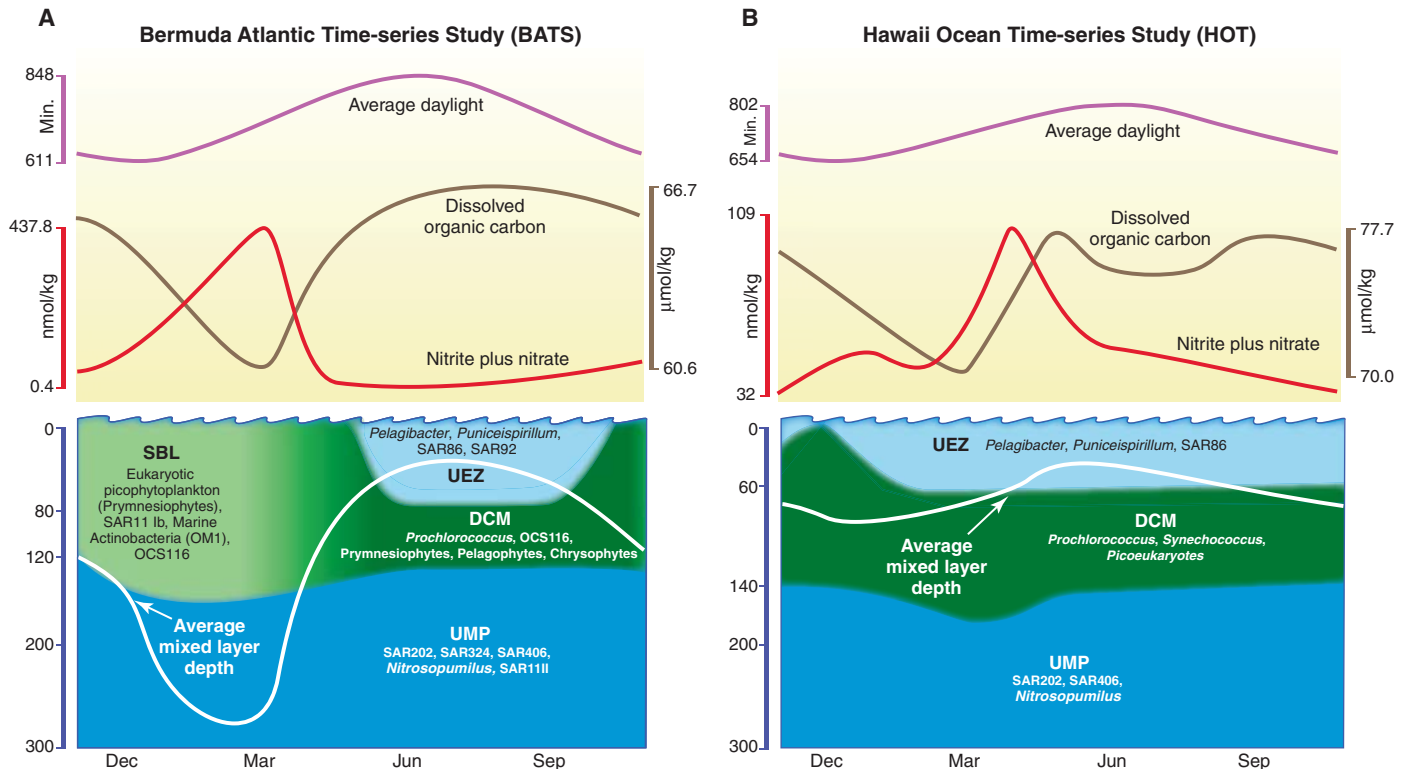 A
Bermuda Atlantic Time-series Study (BATS)
848
Min.
611
Average daylight
437.8
nmol/kg
0.4
Dissolved
organic carbon
Nitrite plus nitrate
66.7
µmol/kg
60.6
0
80
120
200
300
SBL
Eukaryotic
picophytoplankton
(Prymnesiophytes),
SAR11 Ib, Marine
Actinobacteria (OM1),
OCS116
Pelagibacter, Puniceispirillum,
SAR86, SAR92
UEZ
DCM
Prochlorococcus, OCS116,
Prymnesiophytes, Pelagophytes, Chrysophytes
Average
mixed layer
depth
UMP
SAR202, SAR324, SAR406,
Nitrosopumilus, SAR11II
Dec Mar Jun Sep
B
Hawaii Ocean Time-series Study (HOT)
802
Min.
654
Average daylight
109
nmol/kg
32
Dissolved
organic carbon
Nitrite plus nitrate
77.7
µmol/kg
70.0
0
60
140
200
300
UEZ Pelagibacter, Puniceispirillum, SAR86
DCM
Prochlorococcus, Synechococcus,
Picoeukaryotes
Average
mixed layer
depth
UMP
SAR202, SAR406,
Nitrosopumilus
Dec Mar Jun Sep